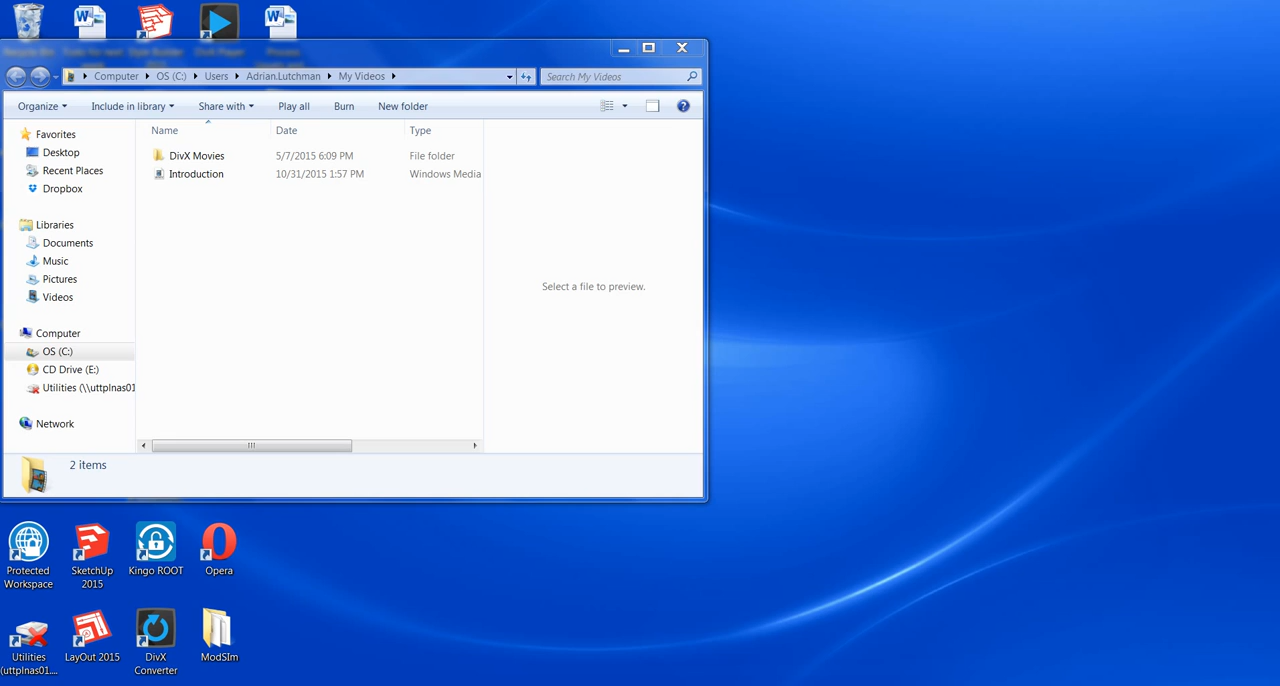 Computer OS (C:) Users Adrian.Lutchman My Videos
Search My Videos
Organize Include in library Share with Play all Burn New folder
Name Date Type
Favorites
Desktop
Recent Places
Dropbox
Libraries
Documents
Music
Pictures
Videos
Computer
OS (C:)
CD Drive (E:)
Utilities (\\uttplnas01
Network
DivX Movies 5/7/2015 6:09 PM File folder
Introduction 10/31/2015 1:57 PM Windows Media
Select a file to preview.
2 items
Protected
Workspace
SketchUp
2015
Kingo ROOT
Opera
Utilities
(uttplnas01....
LayOut 2015
DivX
Converter
ModSIm